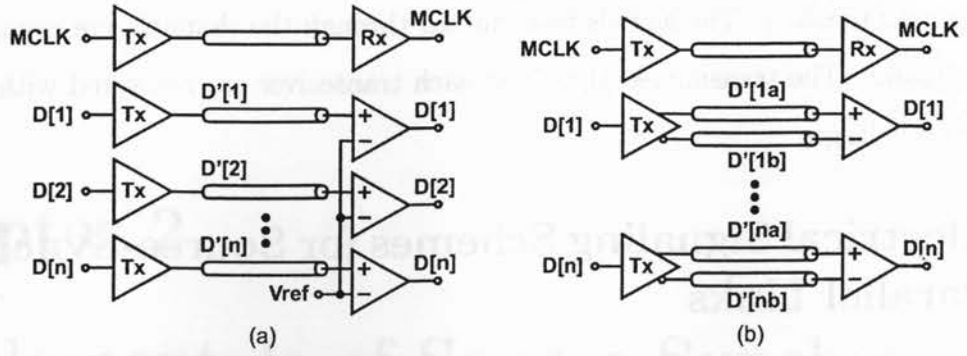 MCLK Tx Rx MCLK
D[1] Tx D'[1] + − D[1]
D[2] Tx D'[2] + − D[2]
D[n] Tx D'[n] + − D[n]
Vref
(a)
MCLK Tx Rx MCLK
D[1] Tx D'[1a] + − D[1]
D'[1b]
D'[na]
D[n] Tx + − D[n]
D'[nb]
(b)